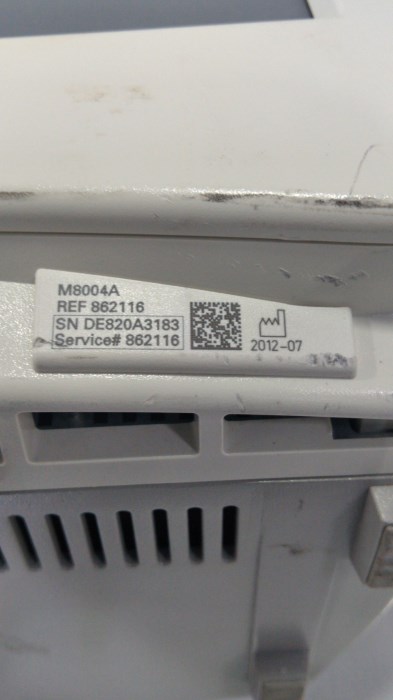 M8004A
REF 862116
SN DE820A3183
Service# 862116
2012-07